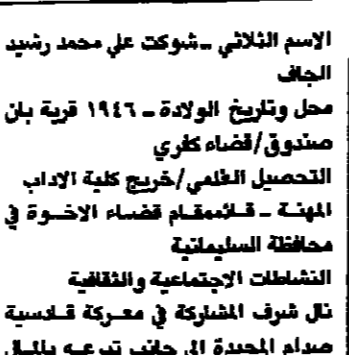 الاسم الثلاثي - شوكت علي محمد رشيد
الجاف
محل وتاريخ الولادة - ١٩٤٦ قرية بان
صندوق/قضاء كفري
التحصيل العلمي/خريج كلية الاداب
المهنة - قائممقام قضاء الاخوة في
محافظة السليمانية
النشاطات الاجتماعية والثقافية
نال شرف المشاركة في معركة قادسية
صدام المجيدة الى جانب تبرعه بالمال